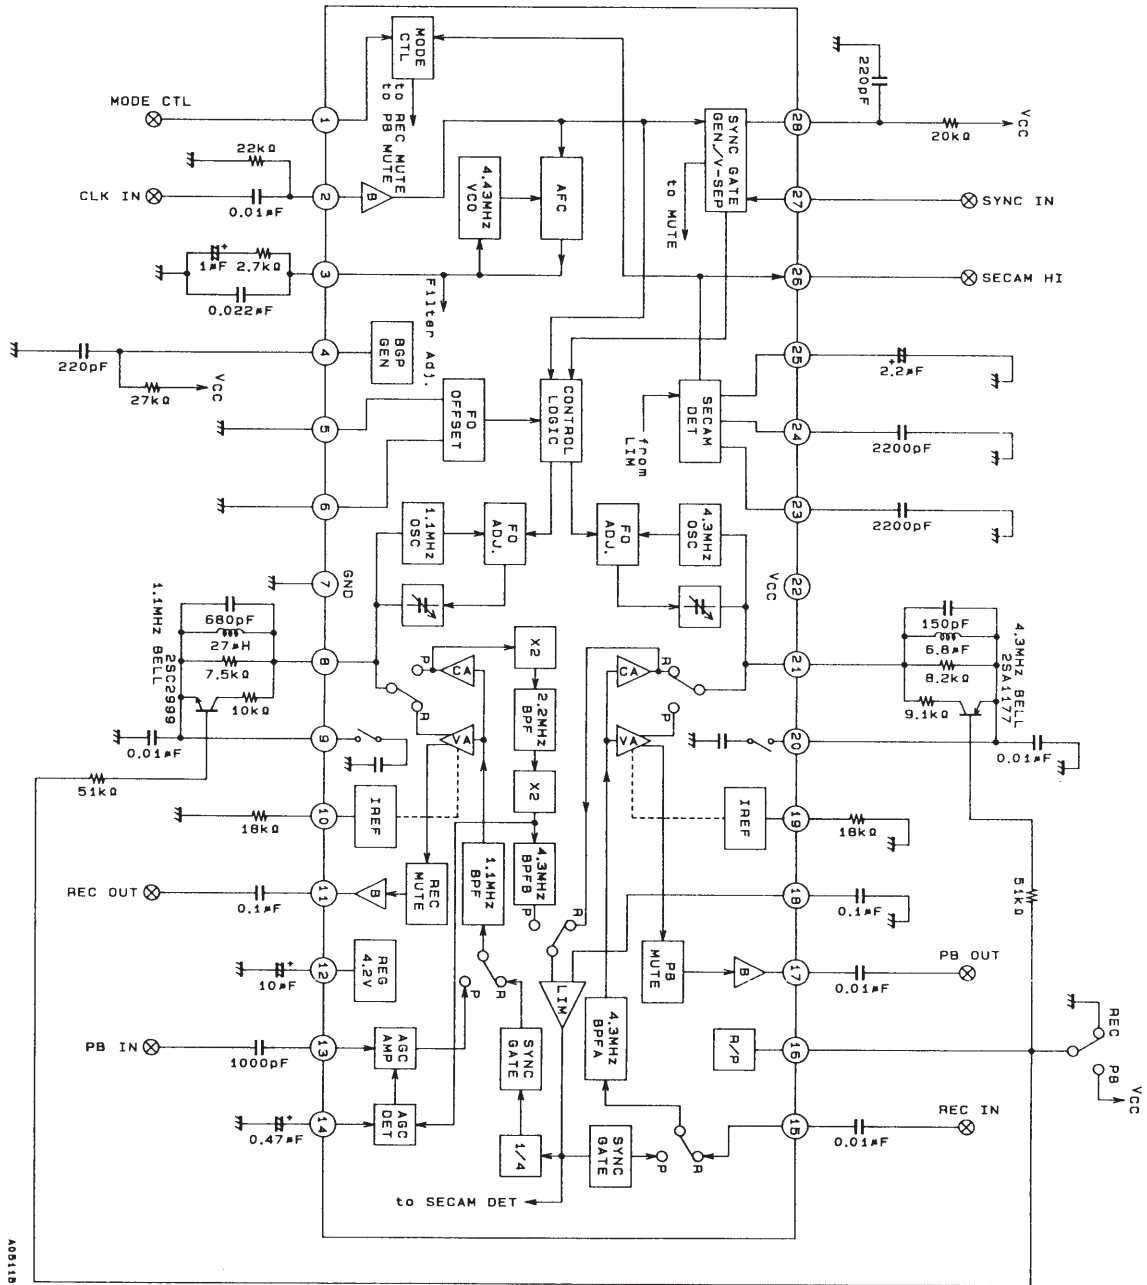 MODE CTL
1
MODE
CTL
to REC MUTE
to PB MUTE
22kΩ
CLK IN
0.01μF
2
B
4.43MHz
VCO
AFC
SYNC GATE
GEN./V-SEP
to MUTE
28
220pF
20kΩ
VCC
27
SYNC IN
1μF
+
2.7kΩ
0.022μF
3
Filter Adj.
26
SECAM HI
4
220pF
27kΩ
VCC
BGP
GEN
25
+
2.2μF
SECAM
DET
from
LIM
24
2200pF
5
6
FO
OFFSET
CONTROL
LOGIC
23
2200pF
1.1MHz
OSC
FO
ADJ.
FO
ADJ.
4.3MHz
OSC
7
GND
22
VCC
1.1MHz BELL
680pF
27μH
7.5kΩ
10kΩ
2SC2999
8
X2
P
CA
R
VA
2.2MHz
BPF
X2
CA
R
P
VA
21
150pF
6.8μF
8.2kΩ
9.1kΩ
4.3MHz BELL
2SA1177
9
0.01μF
20
0.01μF
51kΩ
51kΩ
10
18kΩ
IREF
19
18kΩ
IREF
REC OUT
0.1μF
11
B
REC
MUTE
1.1MHz
BPF
4.3MHz
BPFB
P
R
18
0.1μF
12
+
10μF
REG
4.2V
P
R
LIM
PB
MUTE
B
17
0.01μF
PB OUT
4.3MHz
BPFA
PB IN
1000pF
13
AGC
AMP
SYNC
GATE
R/P
16
REC
PB
VCC
14
+
0.47μF
AGC
DET
1/4
SYNC
GATE
P
R
15
0.01μF
REC IN
to SECAM DET
A05115